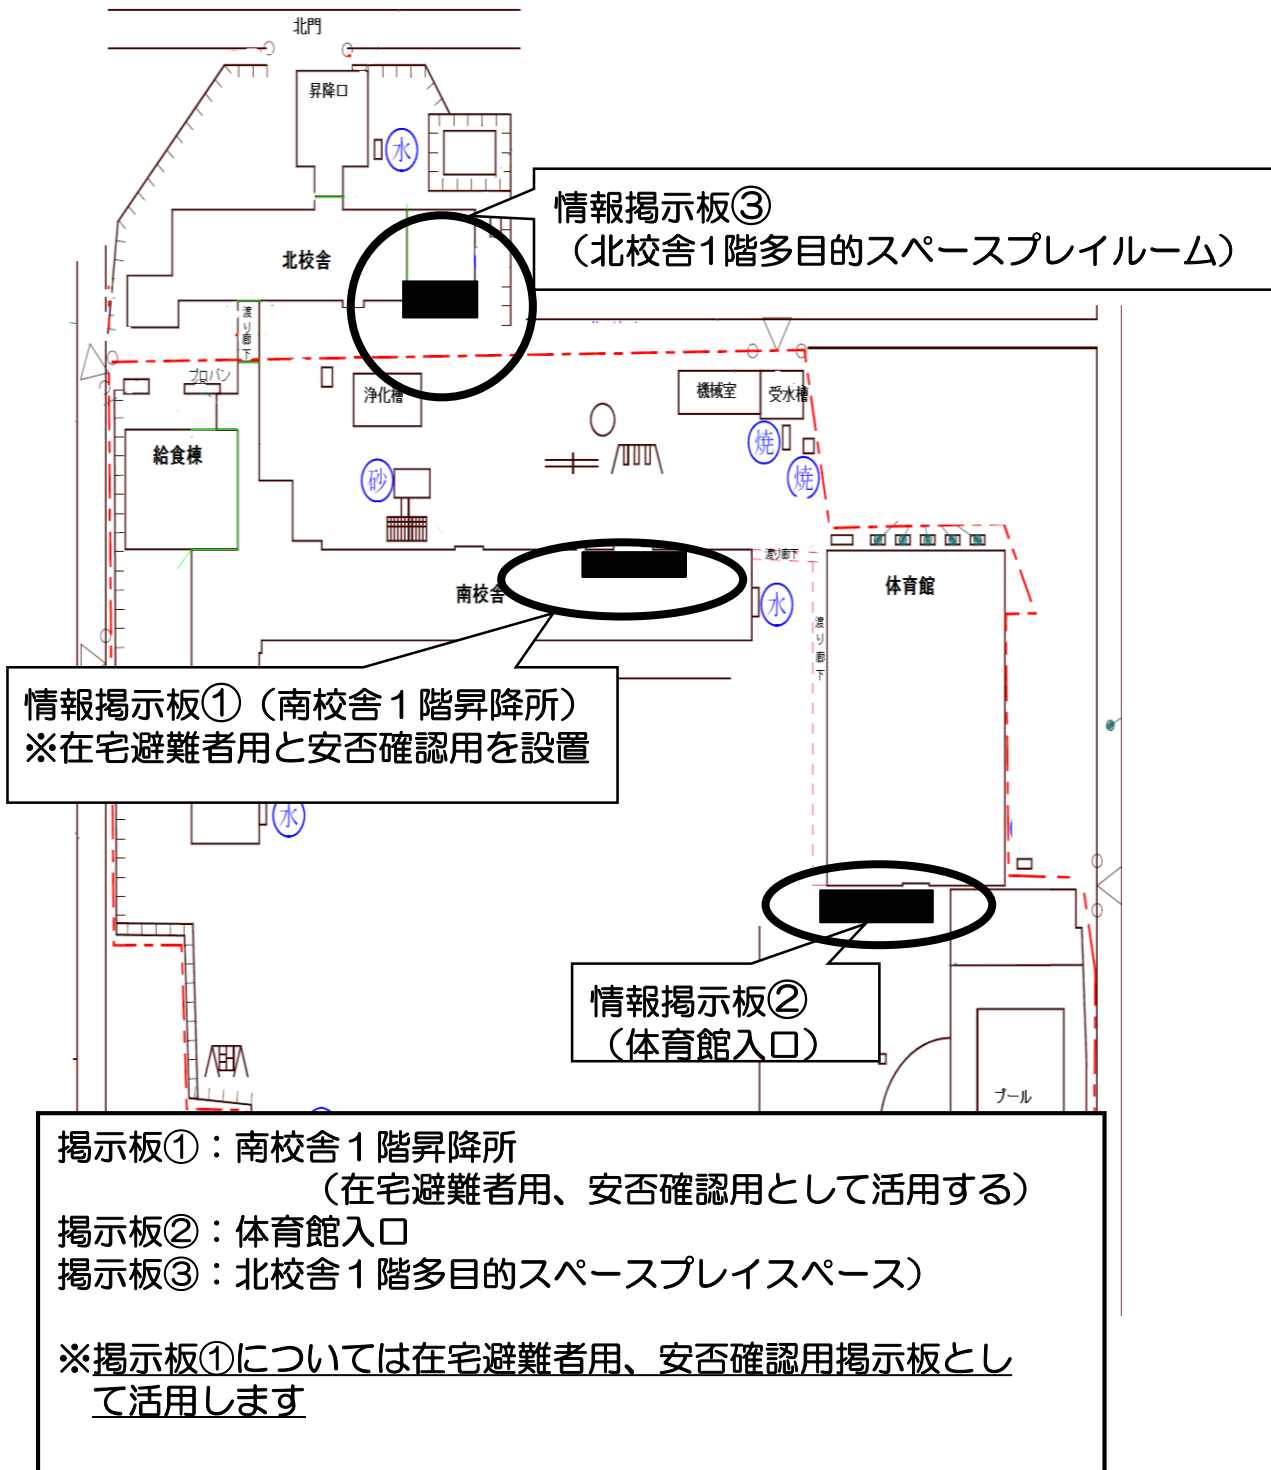 北門
昇降口
水
情報掲示板③
（北校舎1階多目的スペースプレイルーム）
北校舎
渡り廊下
プロパン
浄化槽
機械室
受水槽
給食棟
焼
焼
砂
渡り廊下
体育館
南校舎
水
渡り廊下
情報掲示板①（南校舎１階昇降所）
※在宅避難者用と安否確認用を設置
水
情報掲示板②
（体育館入口）
プール
掲示板①：南校舎１階昇降所
（在宅避難者用、安否確認用として活用する）
掲示板②：体育館入口
掲示板③：北校舎１階多目的スペースプレイスペース）
※掲示板①については在宅避難者用、安否確認用掲示板とし
て活用します